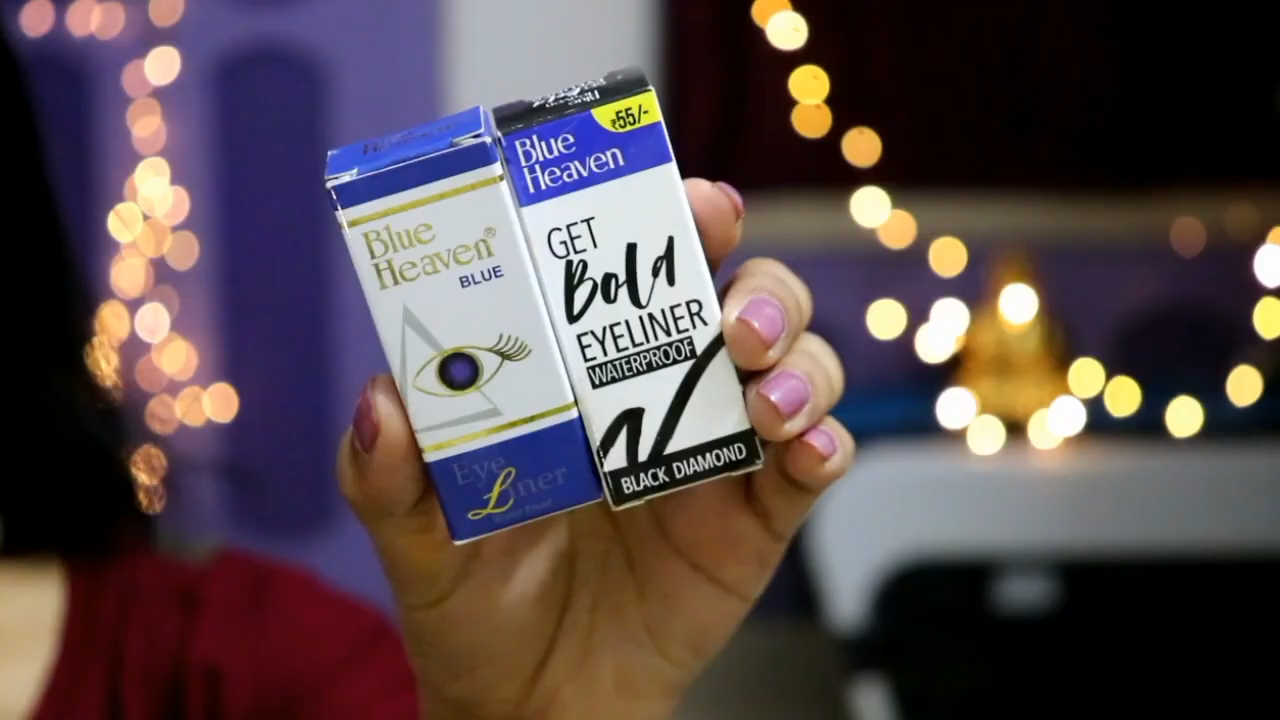 Blue
Heaven®
BLUE
Eye
Liner
₹55/-
Blue
Heaven
GET
Bold
EYELINER
WATERPROOF
BLACK DIAMOND